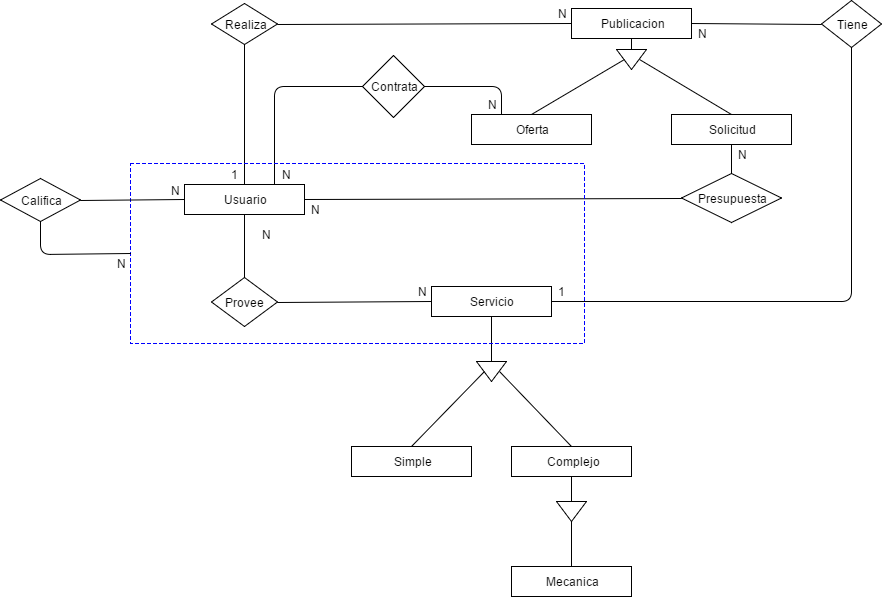 Realiza
N
Publicacion
N
Tiene
Contrata
N
Oferta
Solicitud
N
1
N
Califica
N
Usuario
N
Presupuesta
N
N
Provee
N
Servicio
1
Simple
Complejo
Mecanica